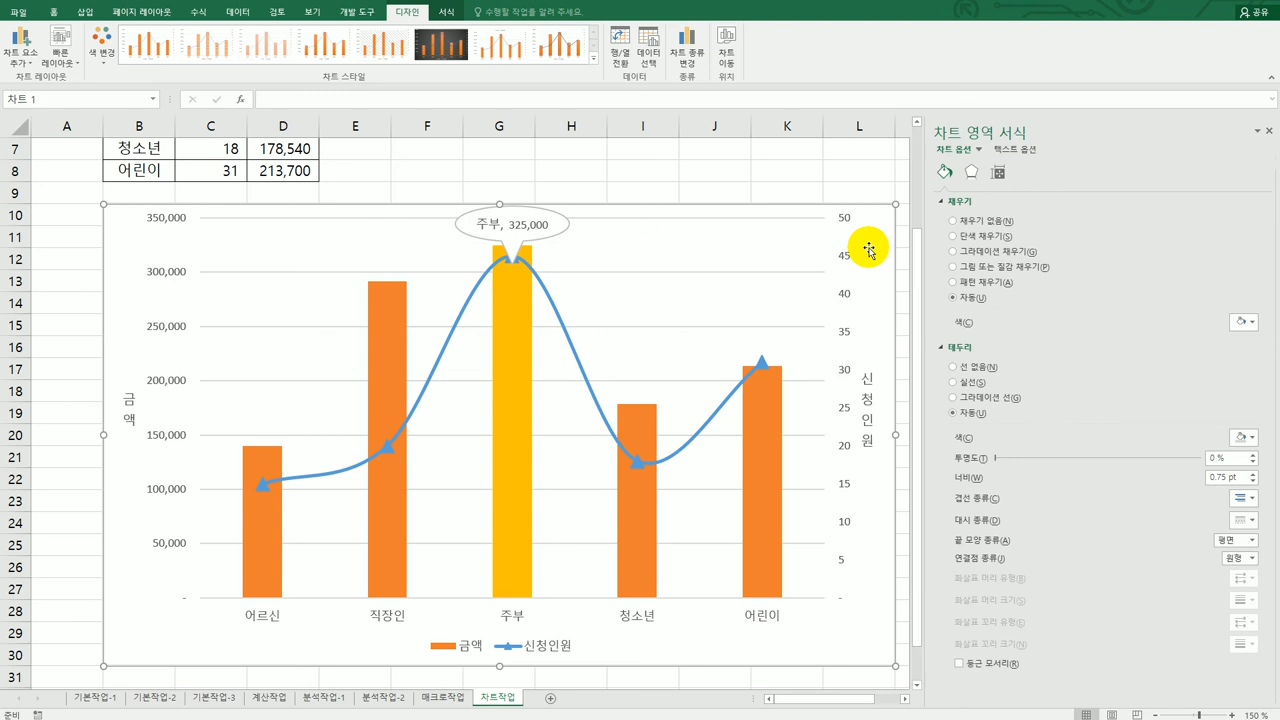 파일 홈 삽입 페이지 레이아웃 수식 데이터 검토 보기 개발 도구 디자인 서식 수행할 작업을 알려 주세요. 공유
차트 요소 추가 빠른 레이아웃 색 변경 행/열 전환 데이터 선택 차트 종류 변경 차트 이동
차트 레이아웃 차트 스타일 데이터 종류 위치
차트 1 fx
A B C D E F G H I J K L
7 청소년 18 178,540
8 어린이 31 213,700
9
10
11
12
13
14
15
16
17
18
19
20
21
22
23
24
25
26
27
28
29
30
31
350,000
300,000
250,000
200,000
150,000
100,000
50,000
-
금액
주부, 325,000
50
45
40
35
30
25
20
15
10
5
-
신청인원
어르신 직장인 주부 청소년 어린이
금액 신청인원
차트 영역 서식
차트 옵션 텍스트 옵션
채우기
채우기 없음(N)
단색 채우기(S)
그라데이션 채우기(G)
그림 또는 질감 채우기(P)
패턴 채우기(A)
자동(U)
색(C)
테두리
선 없음(N)
실선(S)
그라데이션 선(G)
자동(U)
색(C)
투명도(T) 0 %
너비(W) 0.75 pt
겹선 종류(C)
대시 종류(D)
끝 모양 종류(A) 평면
연결점 종류(J) 원형
화살표 머리 유형(B)
화살표 머리 크기(S)
화살표 꼬리 유형(E)
화살표 꼬리 크기(N)
둥근 모서리(R)
기본작업-1 기본작업-2 기본작업-3 계산작업 분석작업-1 분석작업-2 매크로작업 차트작업
준비 150 %